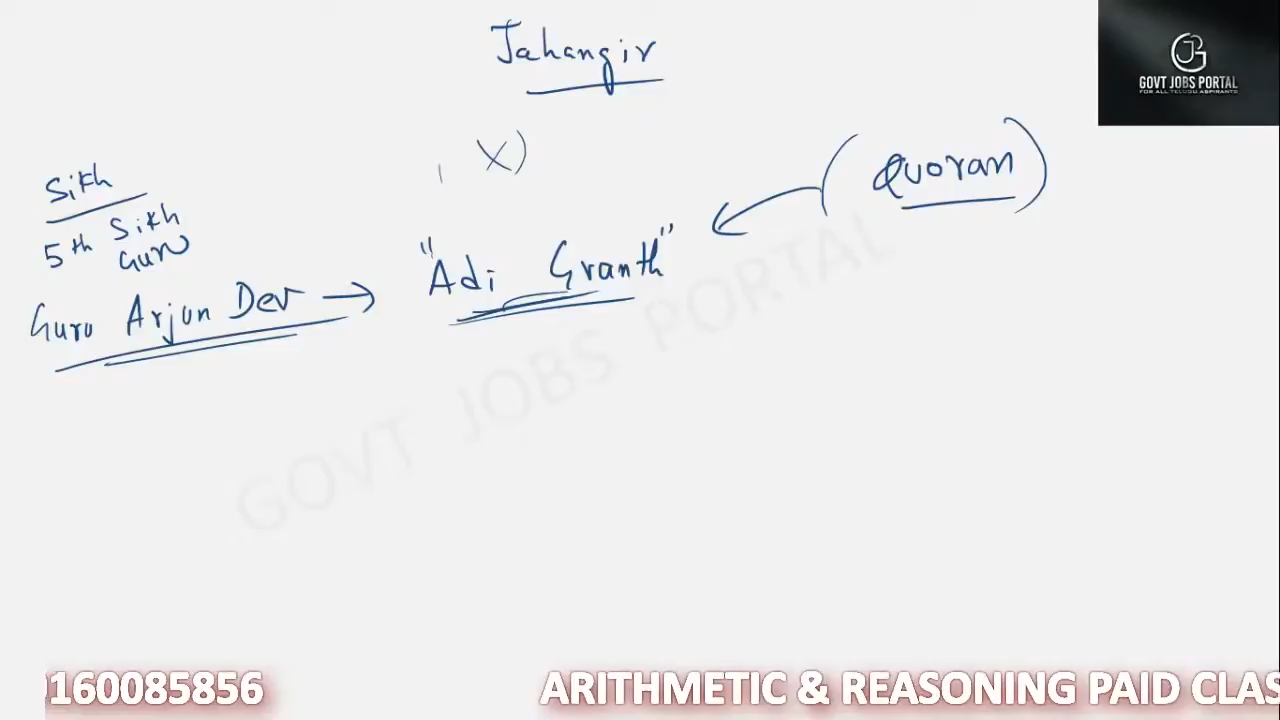 Jahangir
GOVT JOBS PORTAL
FOR ALL TELUGU ASPIRANTS
X)
(Quoran)
Sikh
5th Sikh
Guru
"Adi Granth"
Guru Arjun Dev →
GOVT JOBS PORTAL
160085856
ARITHMETIC & REASONING PAID CLAS